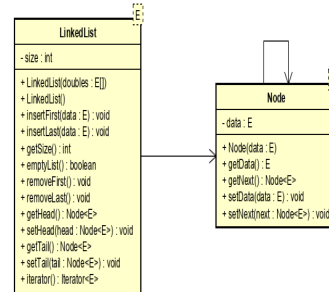 E
LinkedList
- size : int
+ LinkedList(doubles : E[])
+ LinkedList()
+ insertFirst(data : E) : void
+ insertLast(data : E) : void
+ getSize() : int
+ emptyList() : boolean
+ removeFirst() : void
+ removeLast() : void
+ getHead() : Node<E>
+ setHead(head : Node<E>) : void
+ getTail() : Node<E>
+ setTail(tail : Node<E>) : void
+ iterator() : Iterator<E>
Node
- data : E
+ Node(data : E)
+ getData() : E
+ getNext() : Node<E>
+ setData(data : E) : void
+ setNext(next : Node<E>) : void